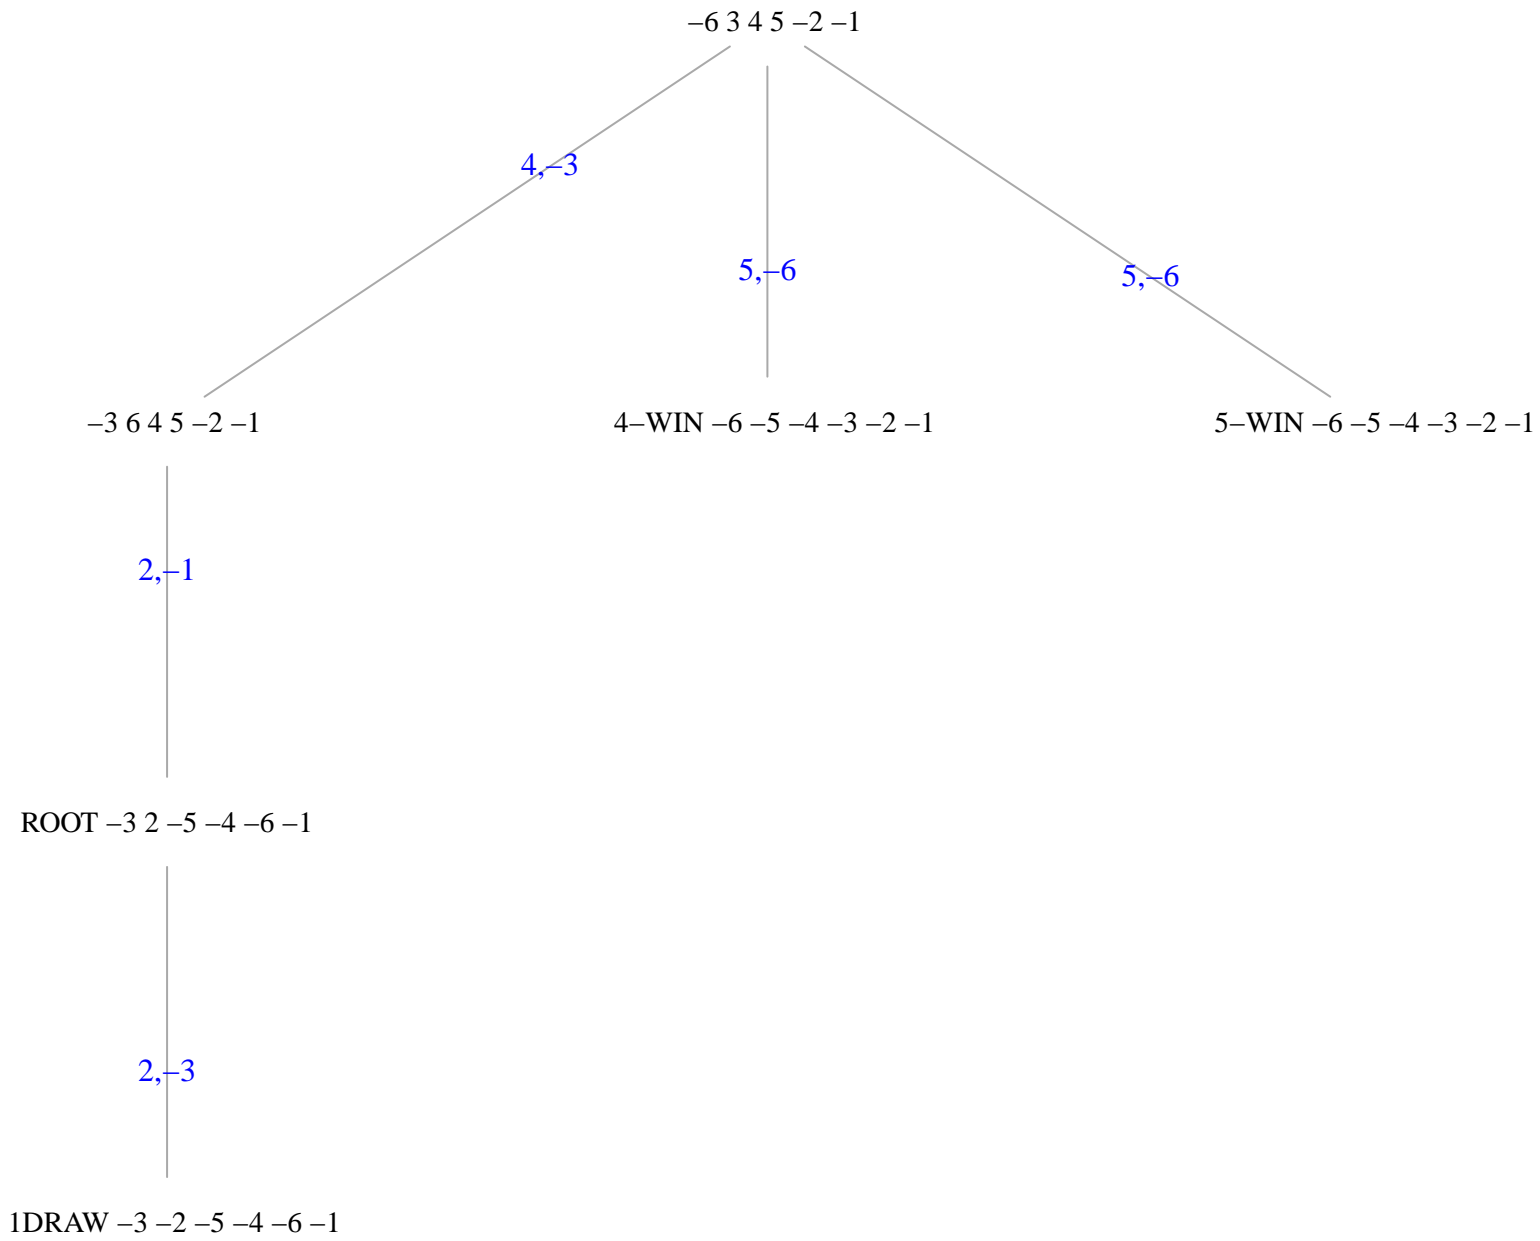 –6 3 4 5 –2 –1
4,–3
5,–6
5,–6
–3 6 4 5 –2 –1
4–WIN –6 –5 –4 –3 –2 –1
5–WIN –6 –5 –4 –3 –2 –1
2,–1
ROOT –3 2 –5 –4 –6 –1
2,–3
1DRAW –3 –2 –5 –4 –6 –1